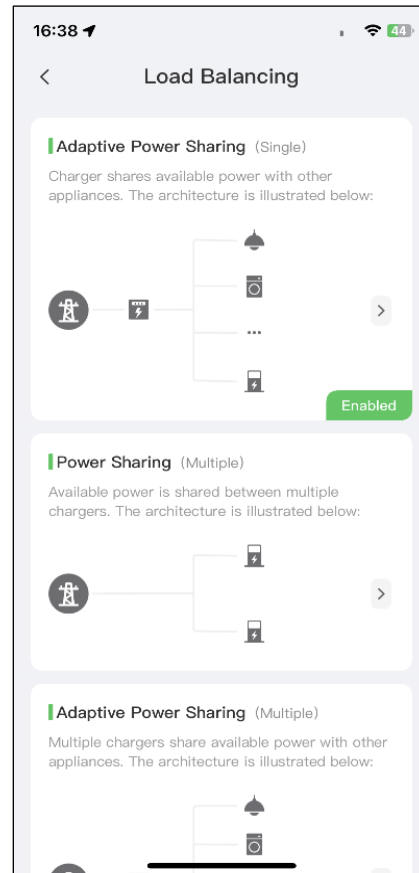 16:38
44
Load Balancing
Adaptive Power Sharing (Single)
Charger shares available power with other
appliances. The architecture is illustrated below:
Enabled
Power Sharing (Multiple)
Available power is shared between multiple
chargers. The architecture is illustrated below:
Adaptive Power Sharing (Multiple)
Multiple chargers share available power with other
appliances. The architecture is illustrated below: